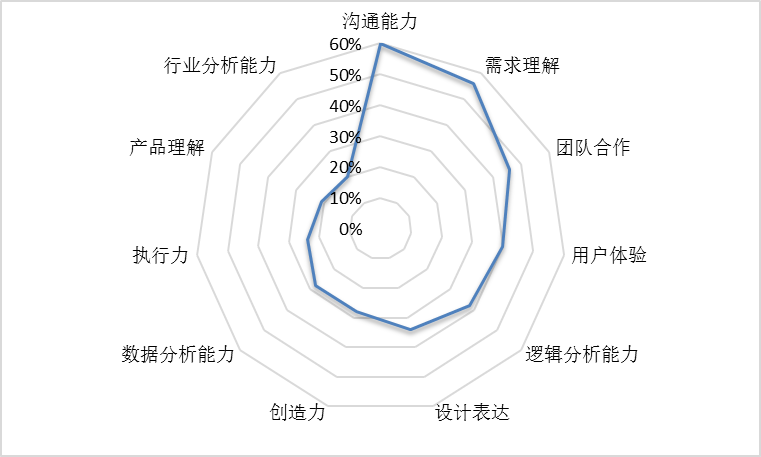 沟通能力
60%
行业分析能力
需求理解
50%
40%
产品理解
30%
团队合作
20%
10%
0%
执行力
用户体验
数据分析能力
逻辑分析能力
创造力
设计表达